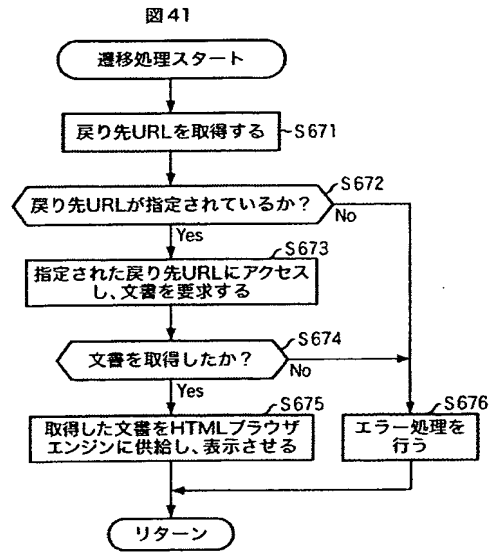 図41
遷移処理スタート
戻り先URLを取得する
S671
戻り先URLが指定されているか？
S672
No
Yes
S673
指定された戻り先URLにアクセス
し、文書を要求する
S674
文書を取得したか？
No
Yes
S675
取得した文書をHTMLブラウザ
エンジンに供給し、表示させる
S676
エラー処理を
行う
リターン